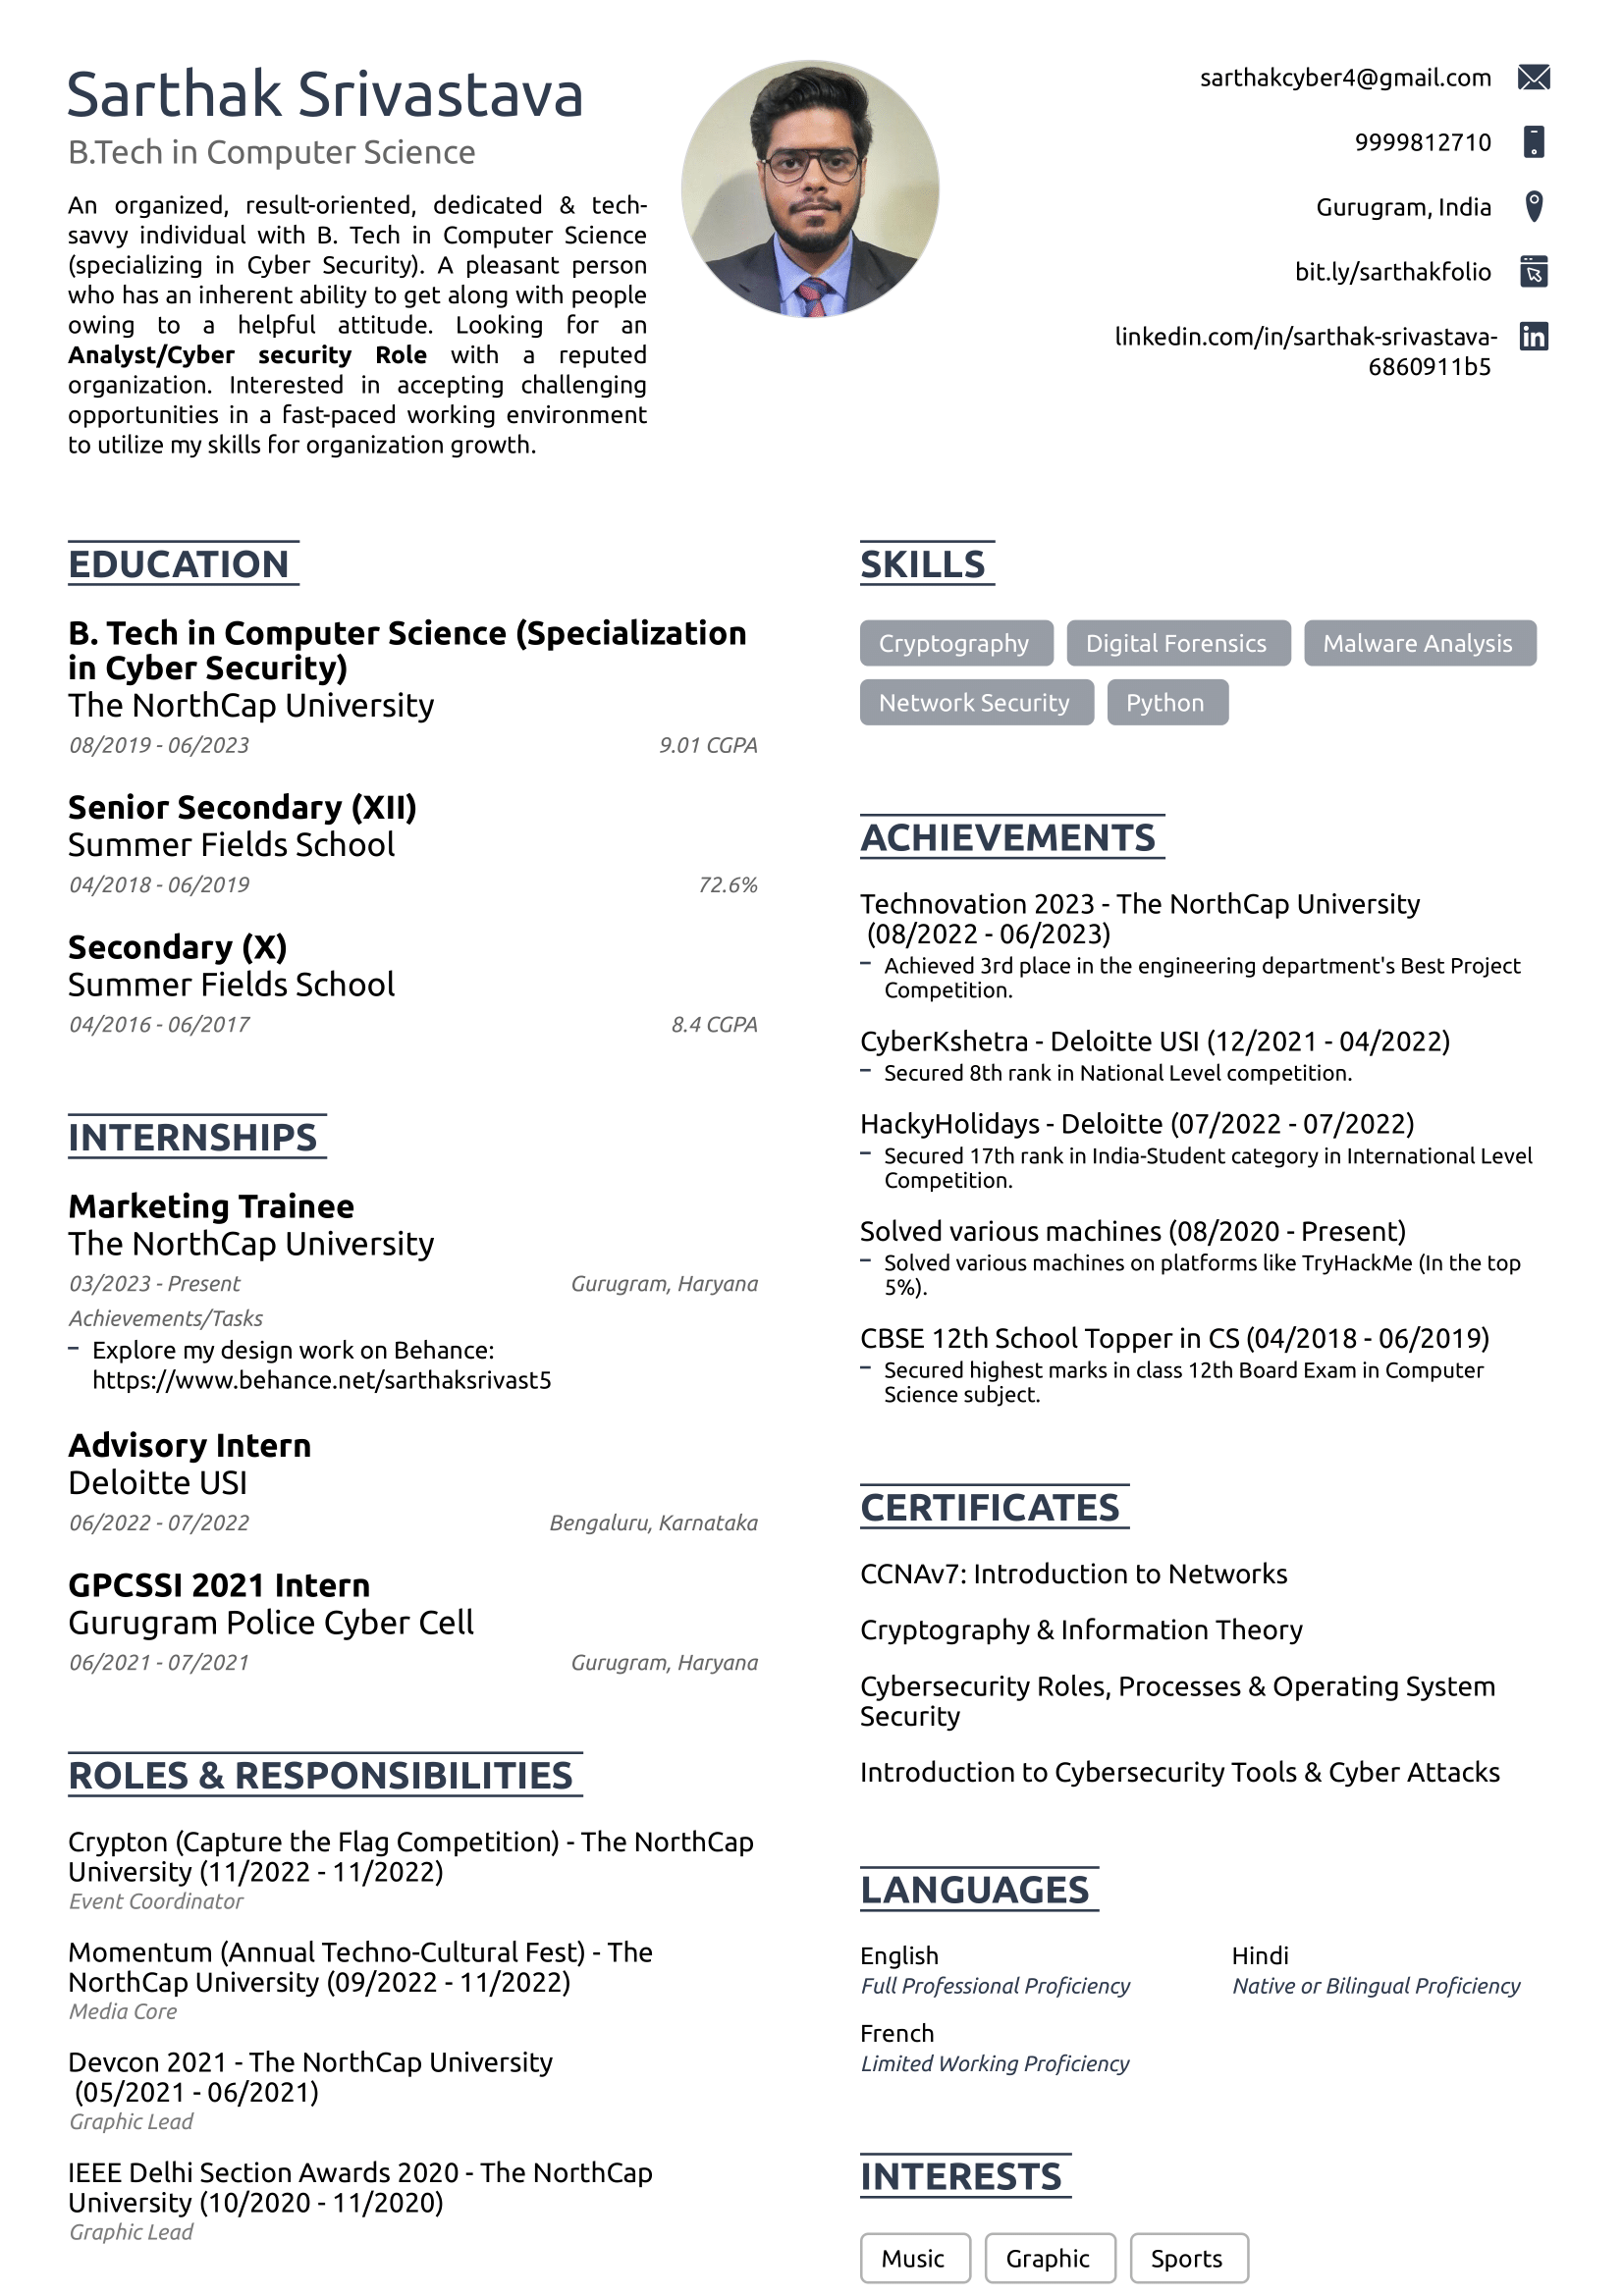 Sarthak Srivastava
B.Tech in Computer Science
An organized, result-oriented, dedicated & tech-
savvy individual with B. Tech in Computer Science
(specializing in Cyber Security). A pleasant person
who has an inherent ability to get along with people
owing to a helpful attitude. Looking for an
Analyst/Cyber security Role with a reputed
organization. Interested in accepting challenging
opportunities in a fast-paced working environment
to utilize my skills for organization growth.
sarthakcyber4@gmail.com
9999812710
Gurugram, India
bit.ly/sarthakfolio
linkedin.com/in/sarthak-srivastava-
6860911b5
in
EDUCATION
B. Tech in Computer Science (Specialization
in Cyber Security)
The NorthCap University
08/2019 - 06/2023 9.01 CGPA
Senior Secondary (XII)
Summer Fields School
04/2018 - 06/2019 72.6%
Secondary (X)
Summer Fields School
04/2016 - 06/2017 8.4 CGPA
INTERNSHIPS
Marketing Trainee
The NorthCap University
03/2023 - Present Gurugram, Haryana
Achievements/Tasks
– Explore my design work on Behance:
https://www.behance.net/sarthaksrivast5
Advisory Intern
Deloitte USI
06/2022 - 07/2022 Bengaluru, Karnataka
GPCSSI 2021 Intern
Gurugram Police Cyber Cell
06/2021 - 07/2021 Gurugram, Haryana
ROLES & RESPONSIBILITIES
Crypton (Capture the Flag Competition) - The NorthCap
University (11/2022 - 11/2022)
Event Coordinator
Momentum (Annual Techno-Cultural Fest) - The
NorthCap University (09/2022 - 11/2022)
Media Core
Devcon 2021 - The NorthCap University
(05/2021 - 06/2021)
Graphic Lead
IEEE Delhi Section Awards 2020 - The NorthCap
University (10/2020 - 11/2020)
Graphic Lead
SKILLS
Cryptography Digital Forensics Malware Analysis
Network Security Python
ACHIEVEMENTS
Technovation 2023 - The NorthCap University
(08/2022 - 06/2023)
– Achieved 3rd place in the engineering department's Best Project
Competition.
CyberKshetra - Deloitte USI (12/2021 - 04/2022)
– Secured 8th rank in National Level competition.
HackyHolidays - Deloitte (07/2022 - 07/2022)
– Secured 17th rank in India-Student category in International Level
Competition.
Solved various machines (08/2020 - Present)
– Solved various machines on platforms like TryHackMe (In the top
5%).
CBSE 12th School Topper in CS (04/2018 - 06/2019)
– Secured highest marks in class 12th Board Exam in Computer
Science subject.
CERTIFICATES
CCNAv7: Introduction to Networks
Cryptography & Information Theory
Cybersecurity Roles, Processes & Operating System
Security
Introduction to Cybersecurity Tools & Cyber Attacks
LANGUAGES
English Hindi
Full Professional Proficiency Native or Bilingual Proficiency
French
Limited Working Proficiency
INTERESTS
Music Graphic Sports